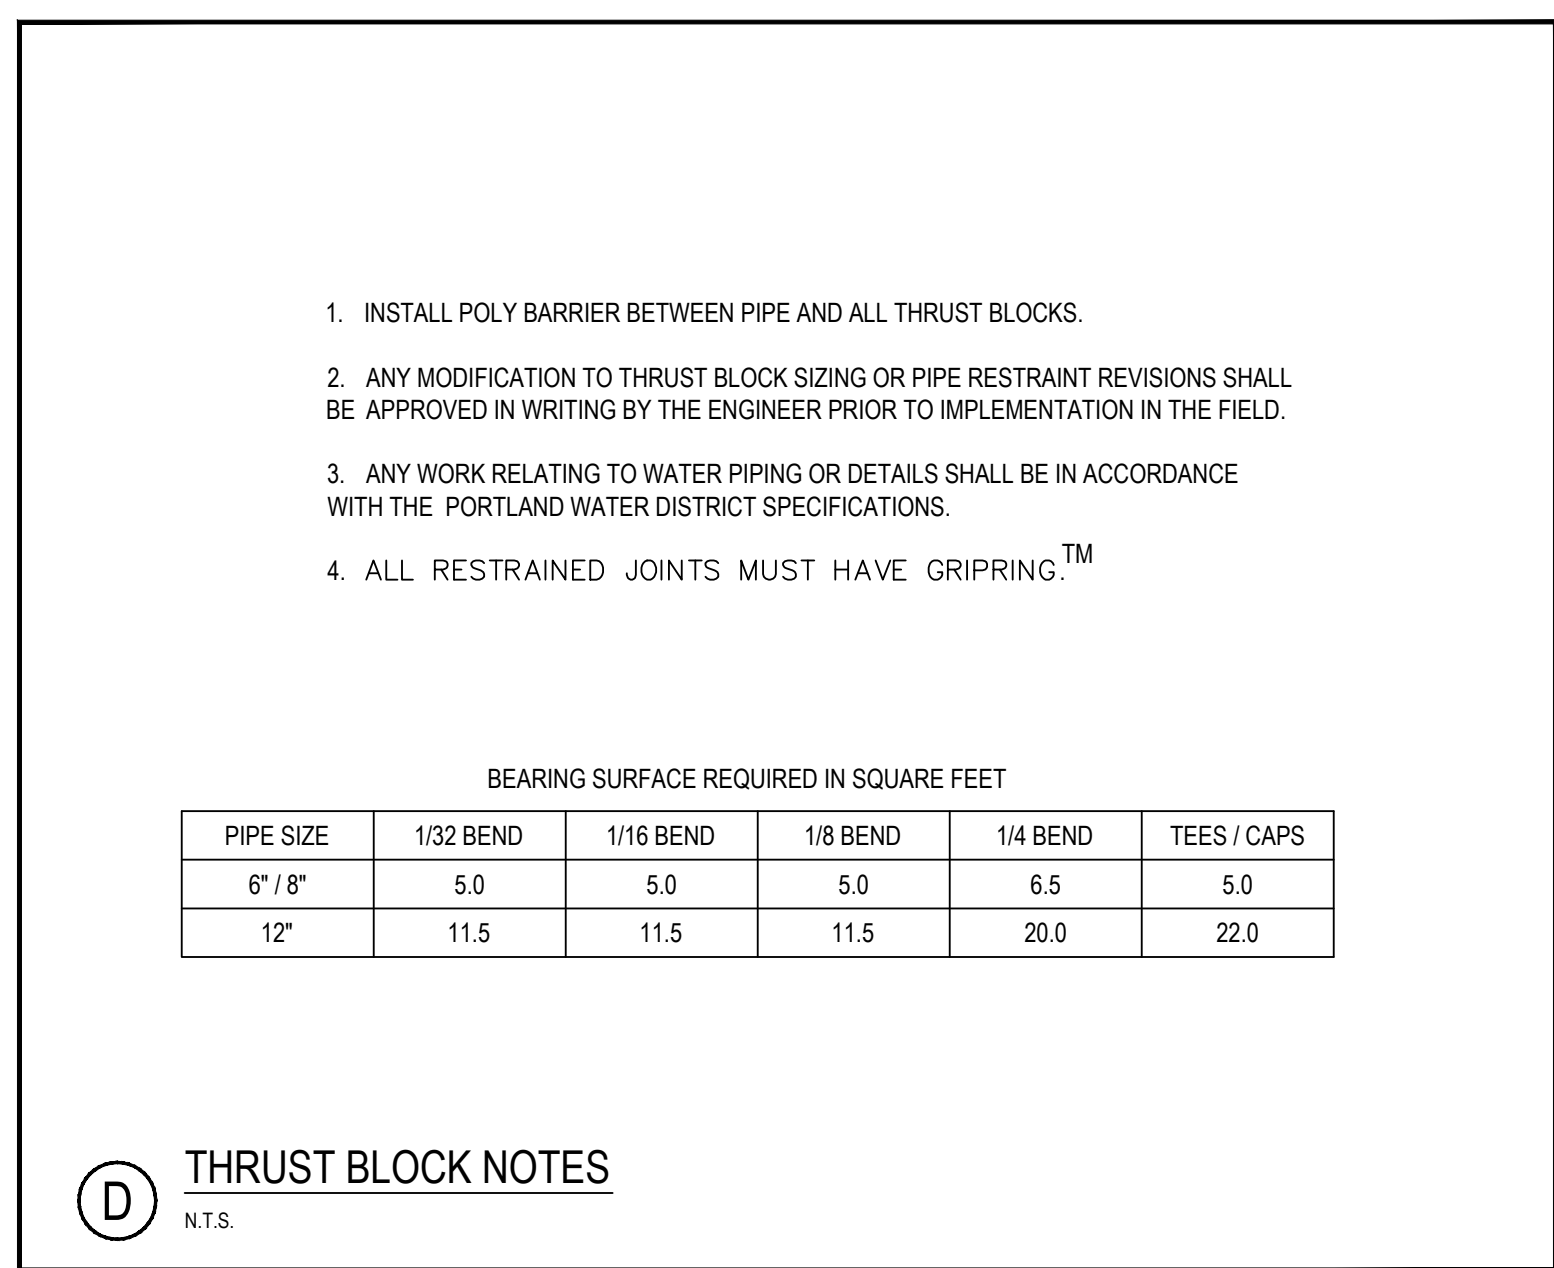 1. INSTALL POLY BARRIER BETWEEN PIPE AND ALL THRUST BLOCKS.
2. ANY MODIFICATION TO THRUST BLOCK SIZING OR PIPE RESTRAINT REVISIONS SHALL
BE APPROVED IN WRITING BY THE ENGINEER PRIOR TO IMPLEMENTATION IN THE FIELD.
3. ANY WORK RELATING TO WATER PIPING OR DETAILS SHALL BE IN ACCORDANCE
WITH THE PORTLAND WATER DISTRICT SPECIFICATIONS.
4. ALL RESTRAINED JOINTS MUST HAVE GRIPRING.™
BEARING SURFACE REQUIRED IN SQUARE FEET
PIPE SIZE 1/32 BEND 1/16 BEND 1/8 BEND 1/4 BEND TEES / CAPS
6" / 8" 5.0 5.0 5.0 6.5 5.0
12" 11.5 11.5 11.5 20.0 22.0
D THRUST BLOCK NOTES
N.T.S.